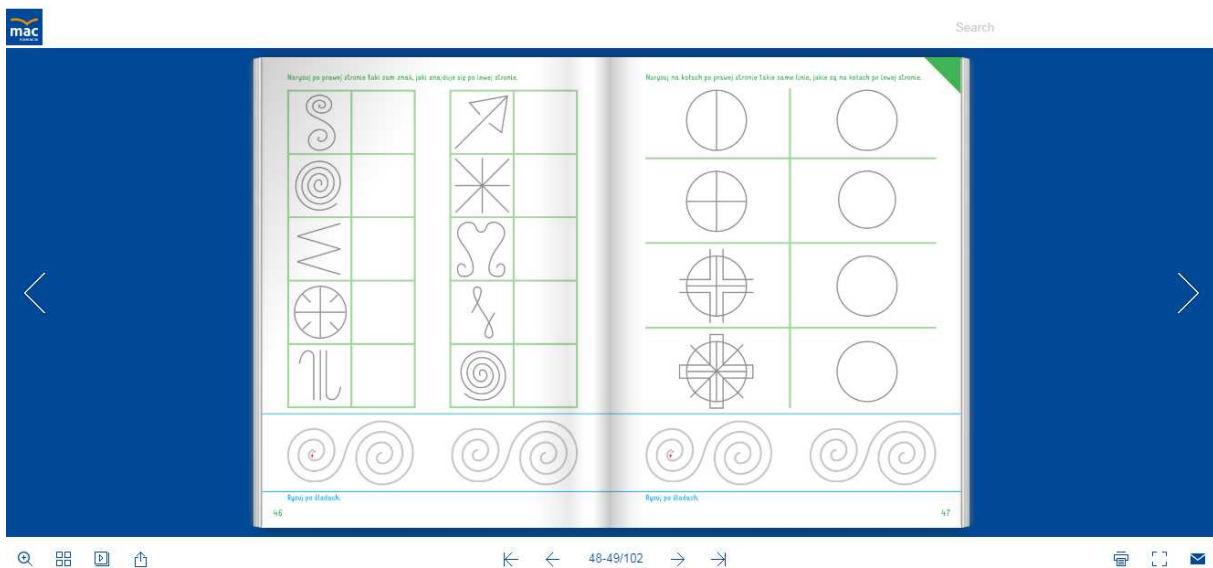 mac
EDUKACJA
Search
Narysuj po prawej stronie taki sam znak, jaki znajduje się po lewej stronie.
Narysuj na kołach po prawej stronie takie same linie, jakie są na kołach po lewej stronie.
Rysuj po śladach.
Rysuj po śladach.
46
47
48-49/102